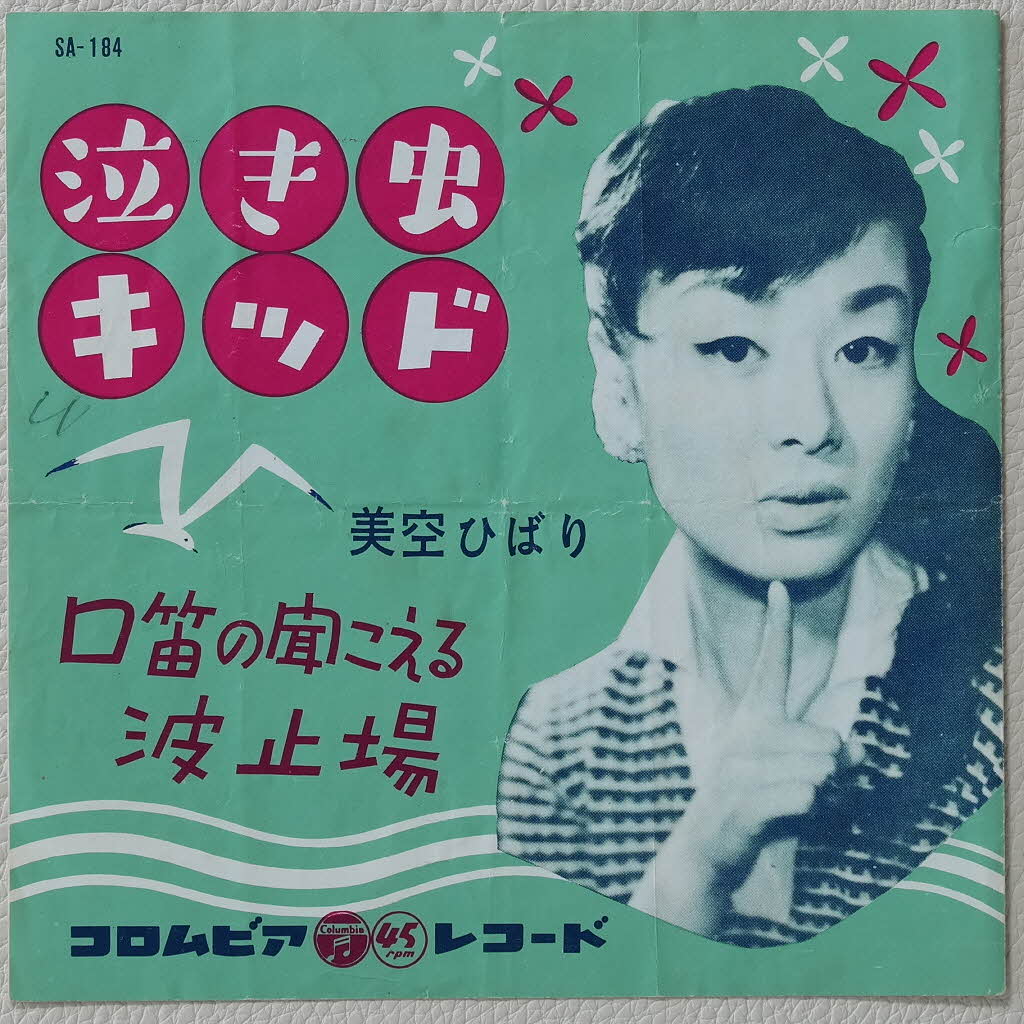 SA-184
泣き虫
キッド
美空ひばり
口笛の聞こえる
波止場
コロムビア Columbia 45 rpm レコード